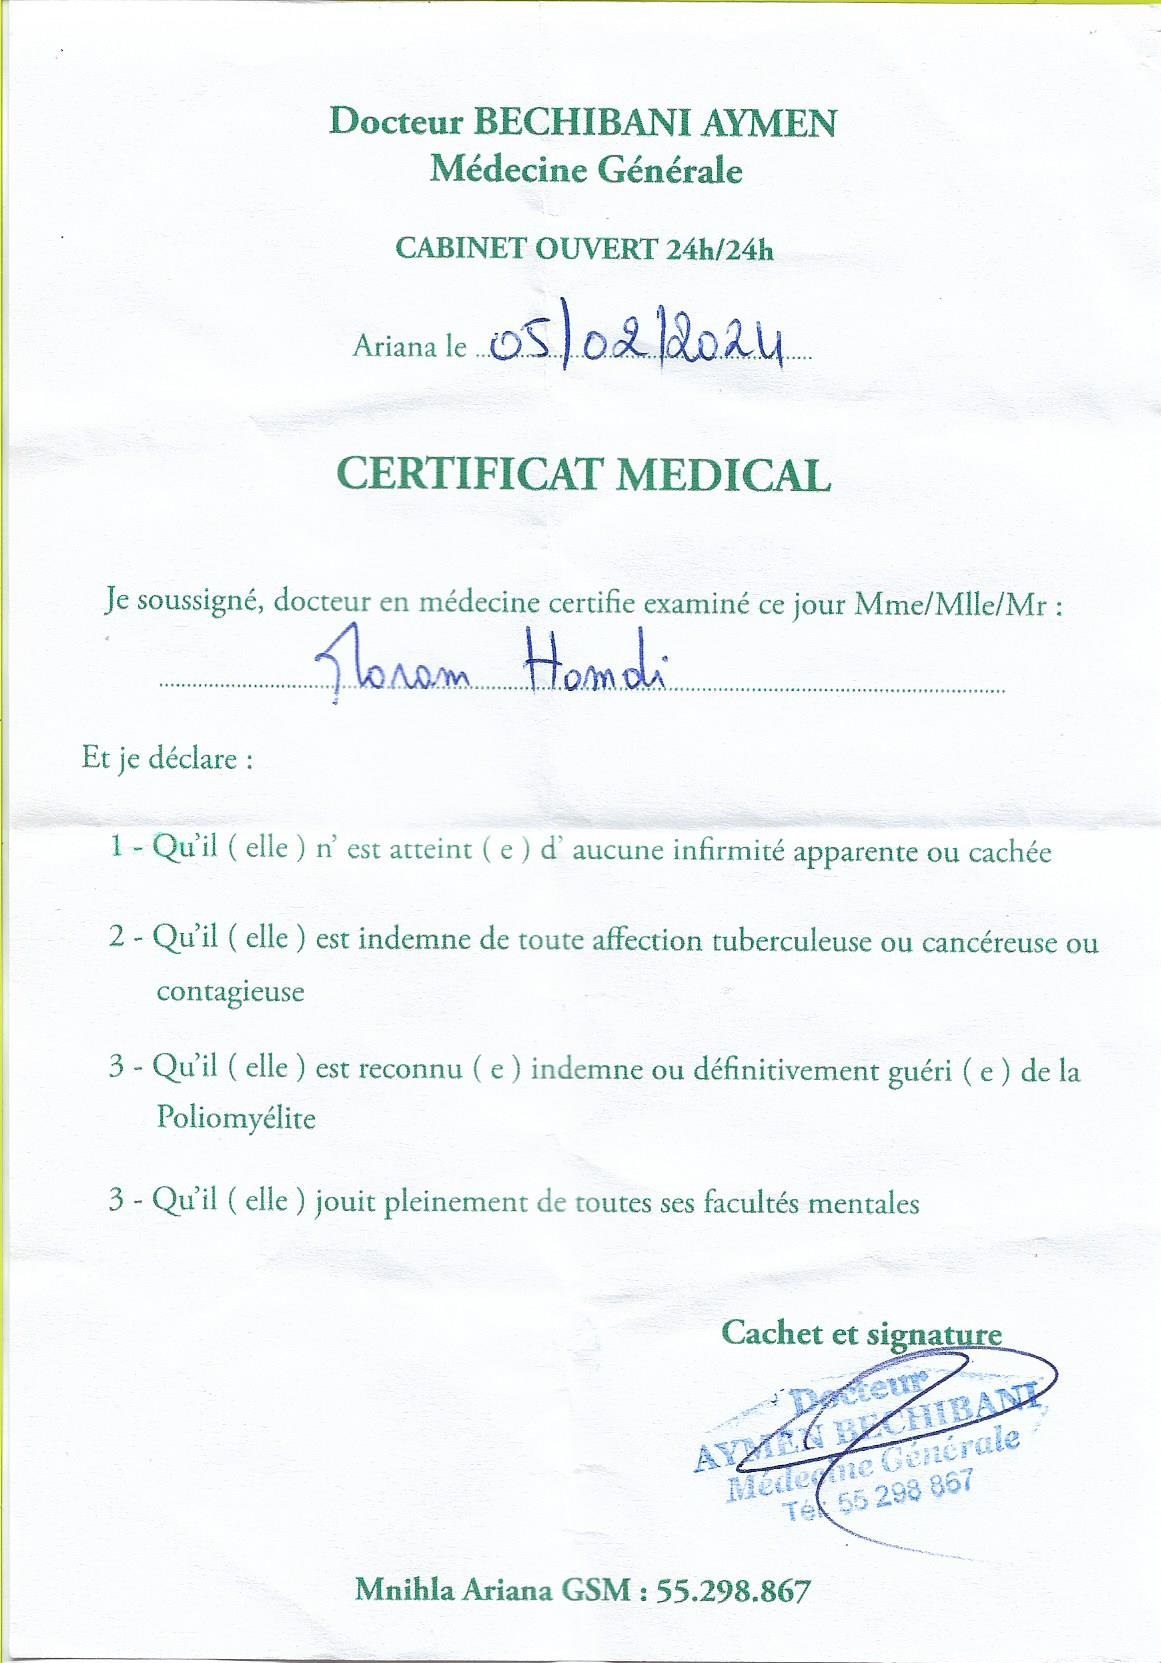 Docteur BECHIBANI AYMEN
Médecine Générale
CABINET OUVERT 24h/24h
Ariana le 05/02/2024
CERTIFICAT MEDICAL
Je soussigné, docteur en médecine certifie examiné ce jour Mme/Mlle/Mr :
Hamdi
Et je déclare :
1 - Qu'il ( elle ) n' est atteint ( e ) d' aucune infirmité apparente ou cachée
2 - Qu'il ( elle ) est indemne de toute affection tuberculeuse ou cancéreuse ou
contagieuse
3 - Qu'il ( elle ) est reconnu ( e ) indemne ou définitivement guéri ( e ) de la
Poliomyélite
3 - Qu'il ( elle ) jouit pleinement de toutes ses facultés mentales
Cachet et signature
Docteur
AYMEN BECHIBANI
Médecine Générale
Tél: 55 298 867
Mnihla Ariana GSM : 55.298.867